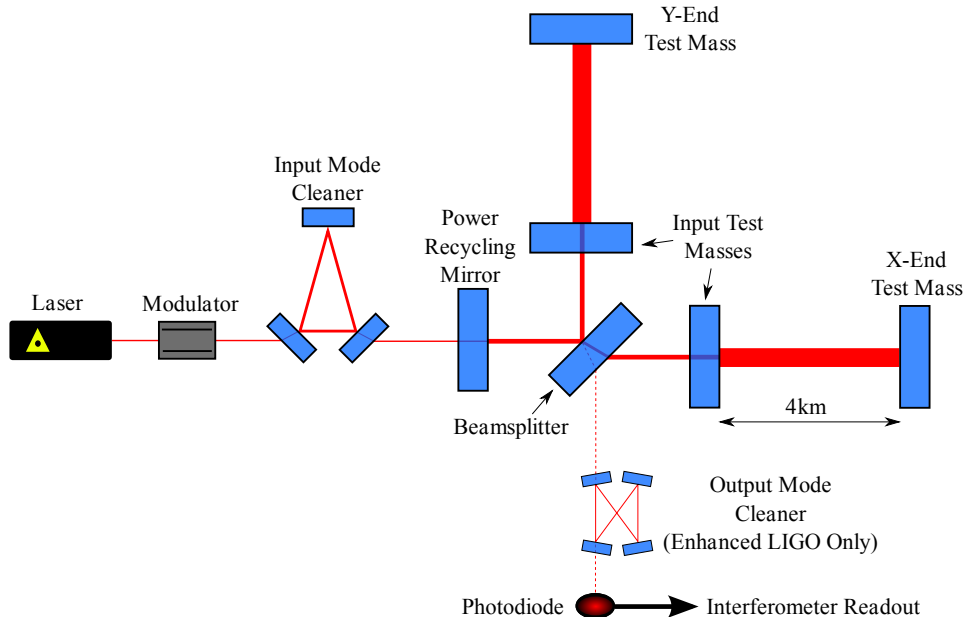 Y-End
Test Mass
Input Mode
Cleaner
Power
Recycling
Mirror
Input Test
Masses
X-End
Test Mass
Laser
Modulator
4km
Beamsplitter
Output Mode
Cleaner
(Enhanced LIGO Only)
Photodiode
Interferometer Readout